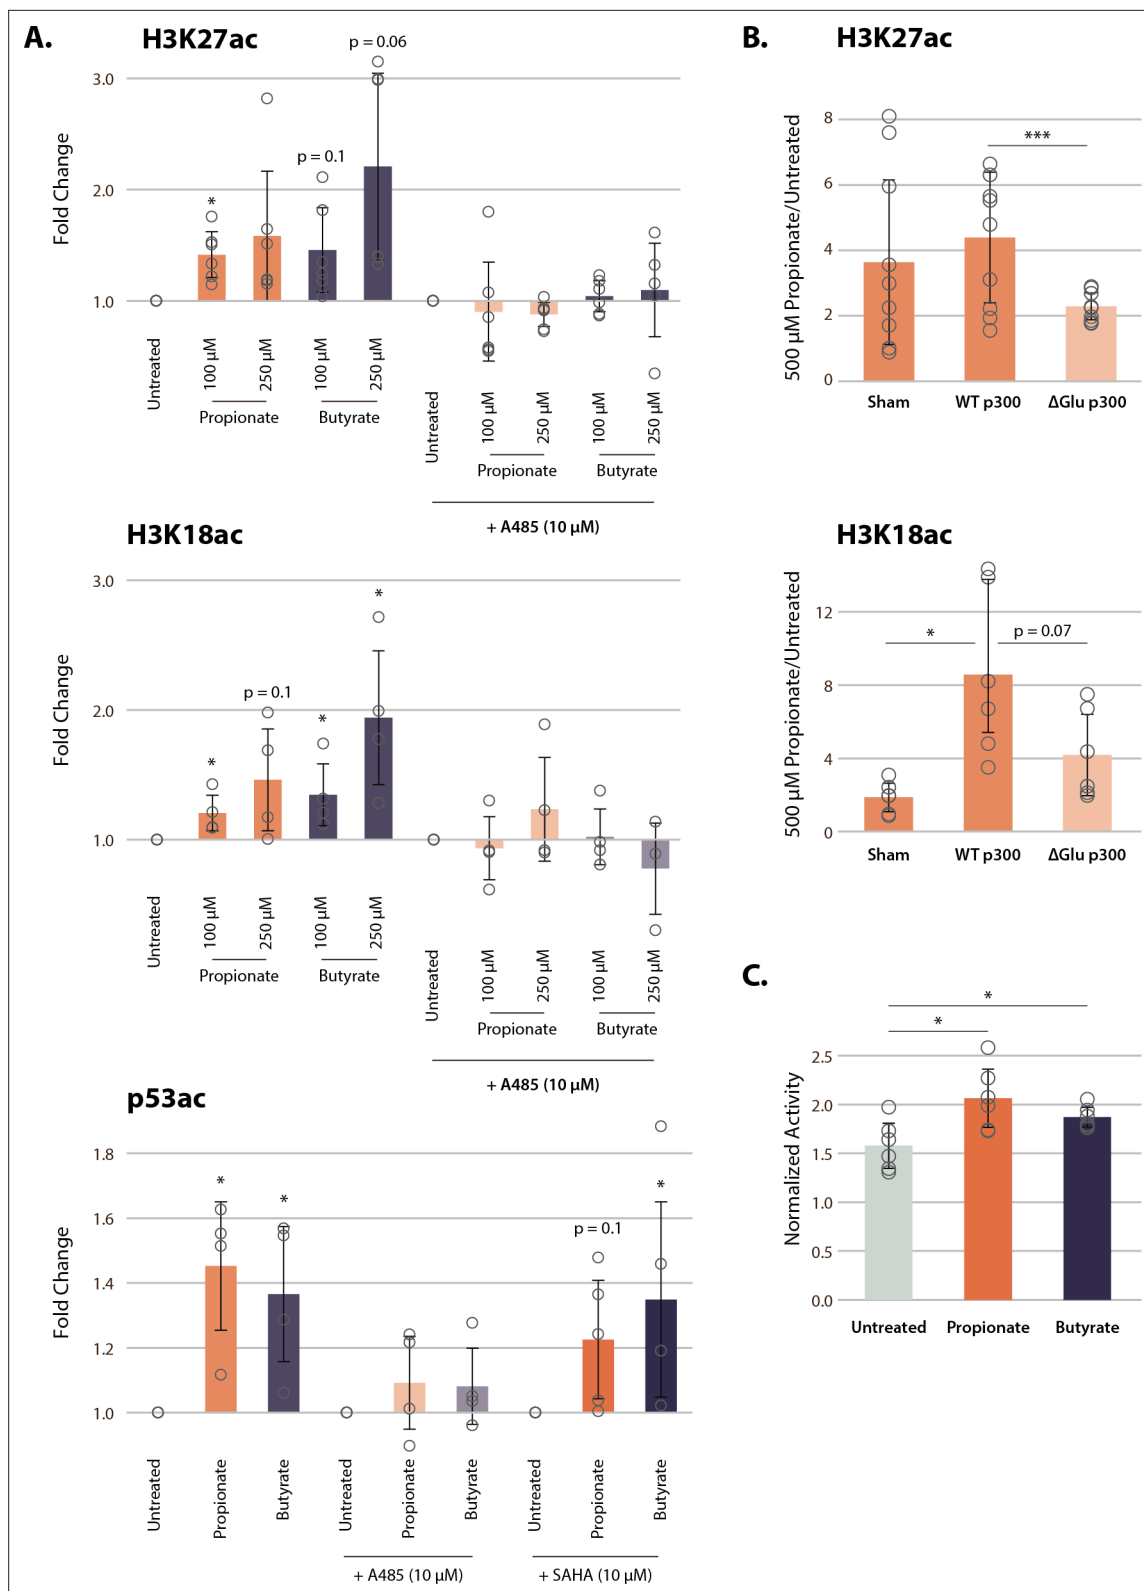 A.
H3K27ac
p = 0.06
p = 0.1
*
Fold Change
3.0
2.0
1.0
Untreated
100 µM
250 µM
100 µM
250 µM
Propionate
Butyrate
Untreated
100 µM
250 µM
100 µM
250 µM
Propionate
Butyrate
+ A485 (10 µM)
H3K18ac
*
p = 0.1
*
*
Fold Change
3.0
2.0
1.0
Untreated
100 µM
250 µM
100 µM
250 µM
Propionate
Butyrate
Untreated
100 µM
250 µM
100 µM
250 µM
Propionate
Butyrate
+ A485 (10 µM)
p53ac
*
*
p = 0.1
*
Fold Change
1.8
1.6
1.4
1.2
1.0
Untreated
Propionate
Butyrate
Untreated
Propionate
Butyrate
Untreated
Propionate
Butyrate
+ A485 (10 µM)
+ SAHA (10 µM)
B.
H3K27ac
***
500 µM Propionate/Untreated
8
6
4
2
0
Sham
WT p300
ΔGlu p300
H3K18ac
*
p = 0.07
500 µM Propionate/Untreated
12
8
4
0
Sham
WT p300
ΔGlu p300
C.
*
*
Normalized Activity
2.5
2.0
1.5
1.0
0.5
0.0
Untreated
Propionate
Butyrate